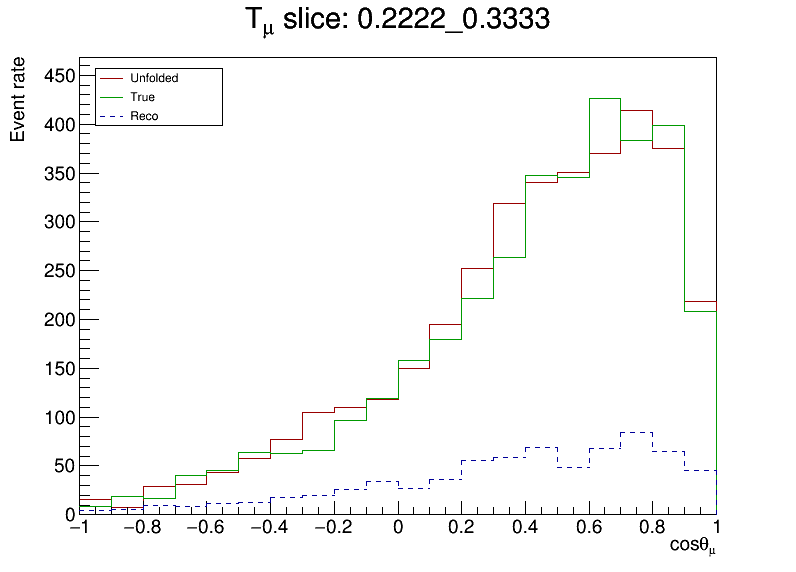 Tμ slice: 0.2222_0.3333
Event rate
450
400
350
300
250
200
150
100
50
0
Unfolded
True
Reco
−1 −0.8 −0.6 −0.4 −0.2 0 0.2 0.4 0.6 0.8 1
cosθμ